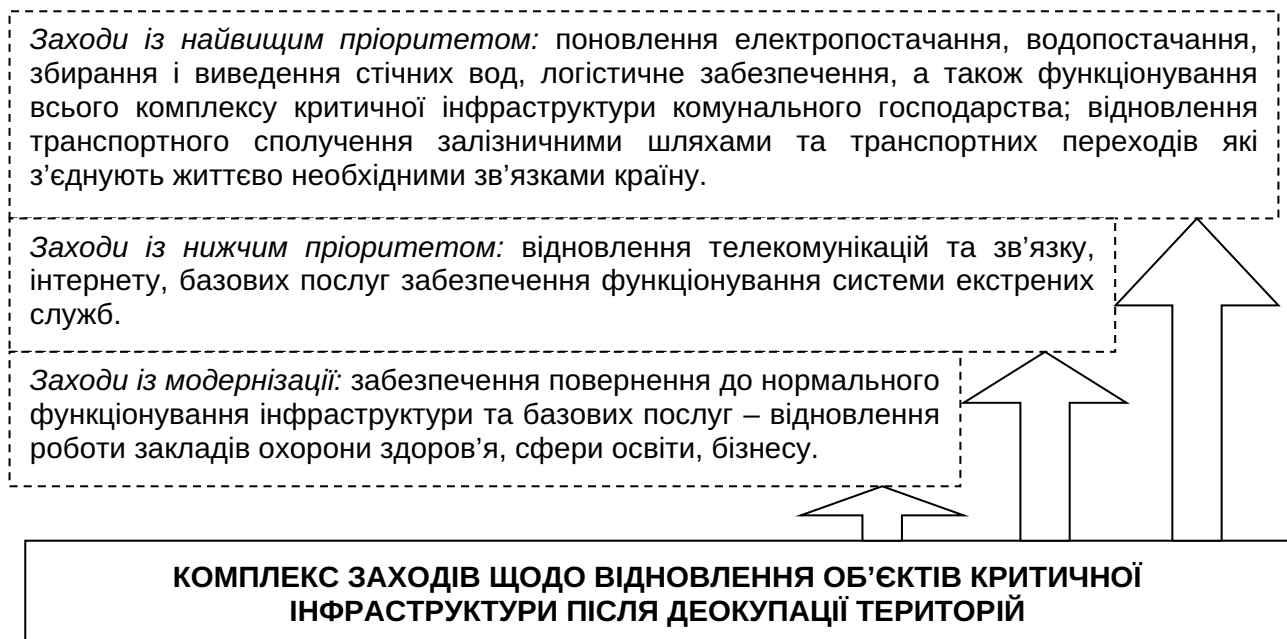 Заходи із найвищим пріоритетом: поновлення електропостачання, водопостачання,
збирання і виведення стічних вод, логістичне забезпечення, а також функціонування
всього комплексу критичної інфраструктури комунального господарства; відновлення
транспортного сполучення залізничними шляхами та транспортних переходів які
з’єднують життєво необхідними зв’язками країну.
Заходи із нижчим пріоритетом: відновлення телекомунікацій та зв’язку,
інтернету, базових послуг забезпечення функціонування системи екстрених
служб.
Заходи із модернізації: забезпечення повернення до нормального
функціонування інфраструктури та базових послуг – відновлення
роботи закладів охорони здоров’я, сфери освіти, бізнесу.
КОМПЛЕКС ЗАХОДІВ ЩОДО ВІДНОВЛЕННЯ ОБ’ЄКТІВ КРИТИЧНОЇ
ІНФРАСТРУКТУРИ ПІСЛЯ ДЕОКУПАЦІЇ ТЕРИТОРІЙ